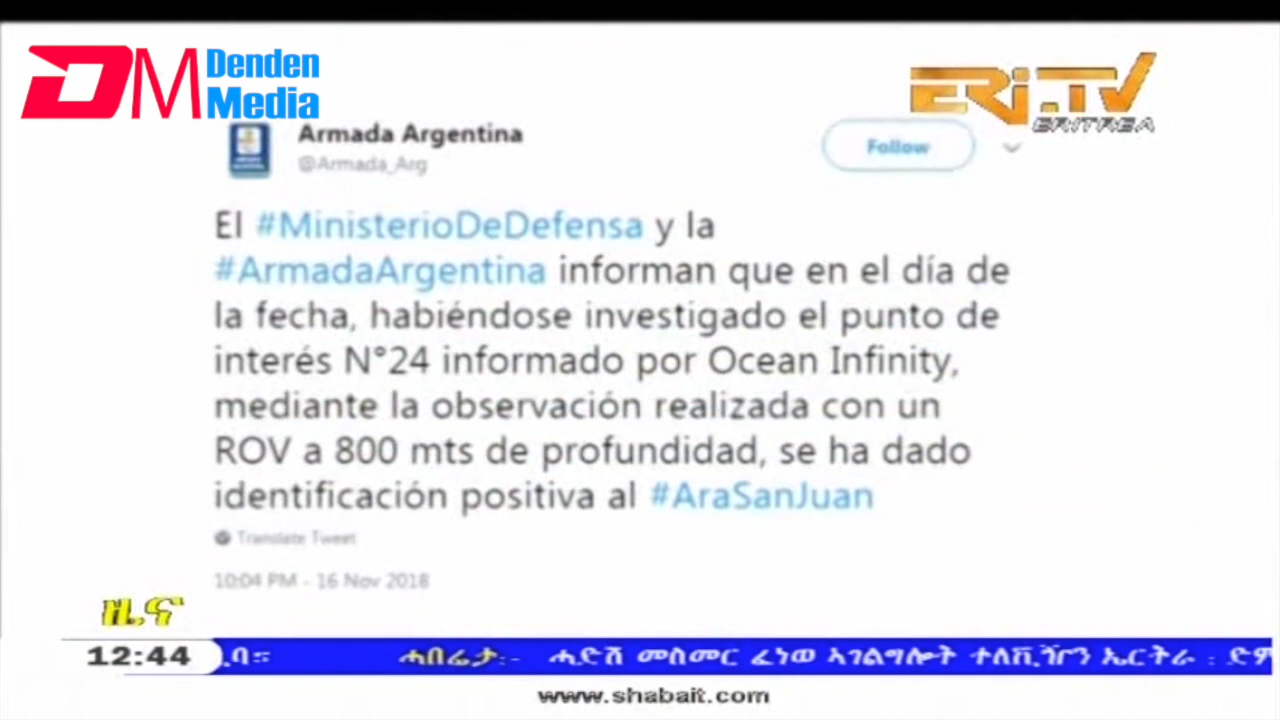 DM Denden Media
ERi.TV
ERITREA
Armada Argentina
@Armada_Arg
Follow
El #MinisterioDeDefensa y la
#ArmadaArgentina informan que en el día de
la fecha, habiéndose investigado el punto de
interés N°24 informado por Ocean Infinity,
mediante la observación realizada con un
ROV a 800 mts de profundidad, se ha dado
identificación positiva al #AraSanJuan
Translate Tweet
10:04 PM - 16 Nov 2018
ዜና
12:44 ሓበሬታ:- ሓድሽ መስመር ፈነወ ኣገልግሎት ተለቪዥን ኤርትራ :
www.shabait.com